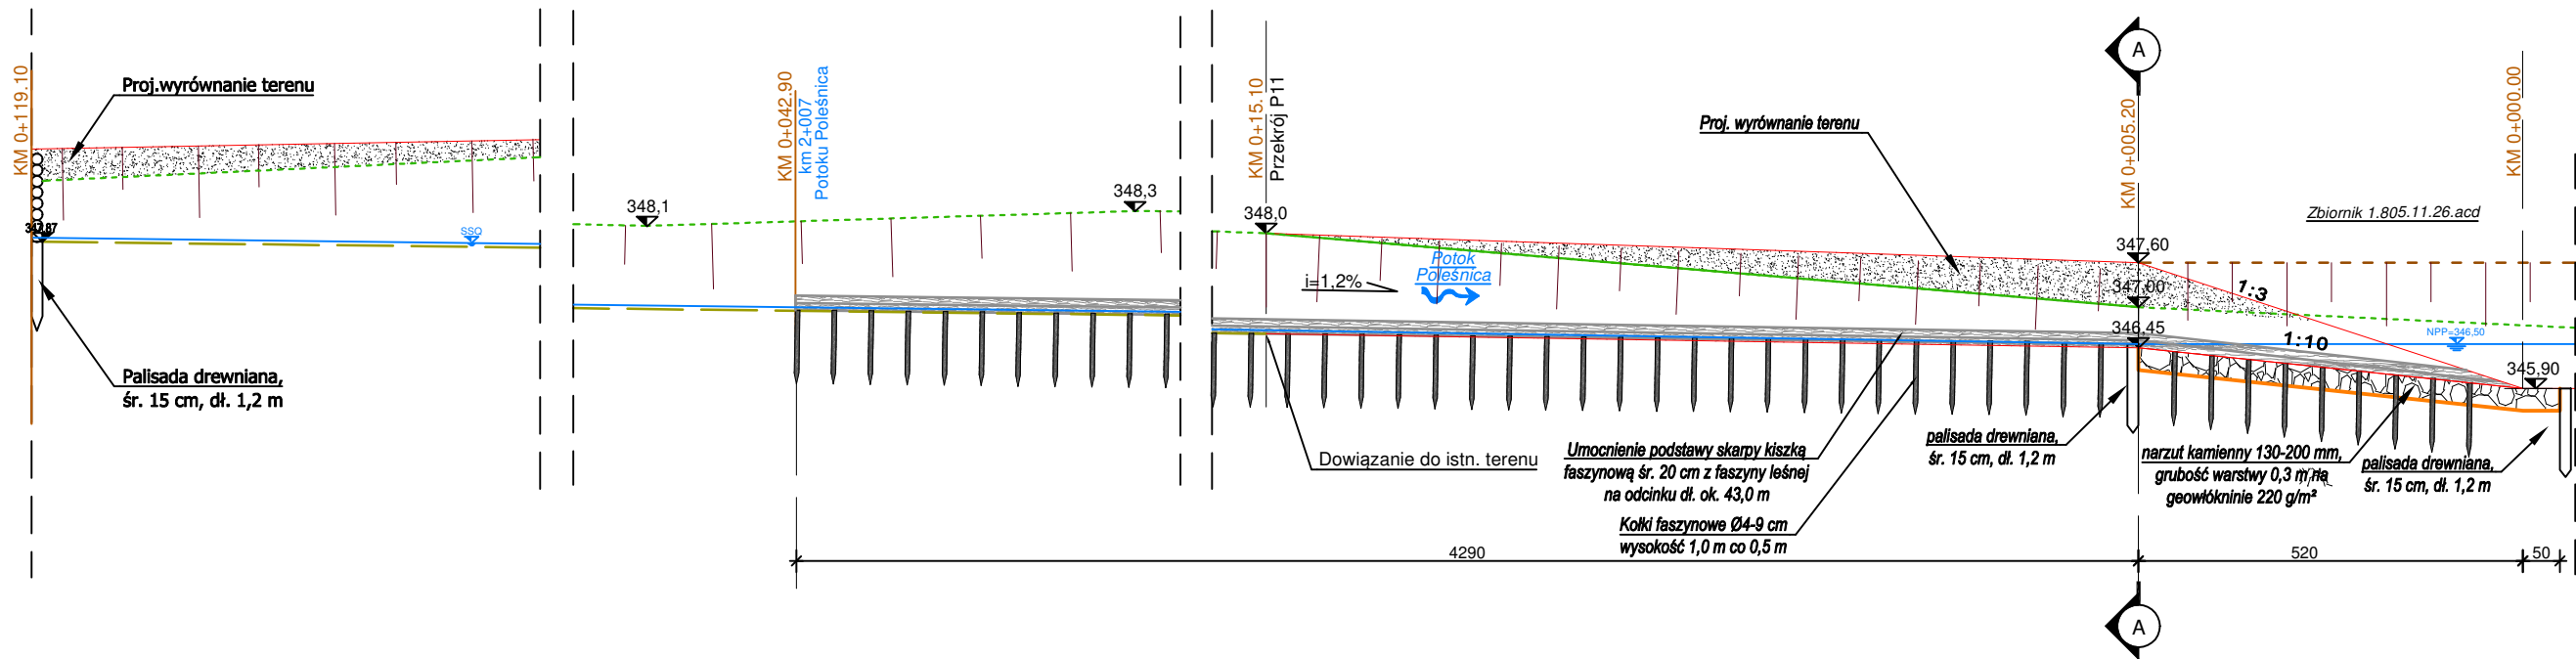 KM 0+119.10
Proj.wyrównanie terenu
SSQ
Palisada drewniana,
śr. 15 cm, dł. 1,2 m
348,1
KM 0+042.90
km 2+007
Potoku Poleśnica
348,3
KM 0+15.10
Przekrój P11
348,0
i=1,2%
Potok
Poleśnica
Proj. wyrównanie terenu
Dowiązanie do istn. terenu
Umocnienie podstawy skarpy kiszką
faszynową śr. 20 cm z faszyny leśnej
na odcinku dł. ok. 43,0 m
Kołki faszynowe Ø4-9 cm
wysokość 1,0 m co 0,5 m
A
KM 0+005.20
347,60
347,00
346,45
1:3
1:10
KM 0+000.00
Zbiornik 1.805.11.26.acd
NPP=346,50
345,90
palisada drewniana,
śr. 15 cm, dł. 1,2 m
narzut kamienny 130-200 mm,
grubość warstwy 0,3 m na
geowłókninie 220 g/m²
palisada drewniana,
śr. 15 cm, dł. 1,2 m
4290
520
50
A